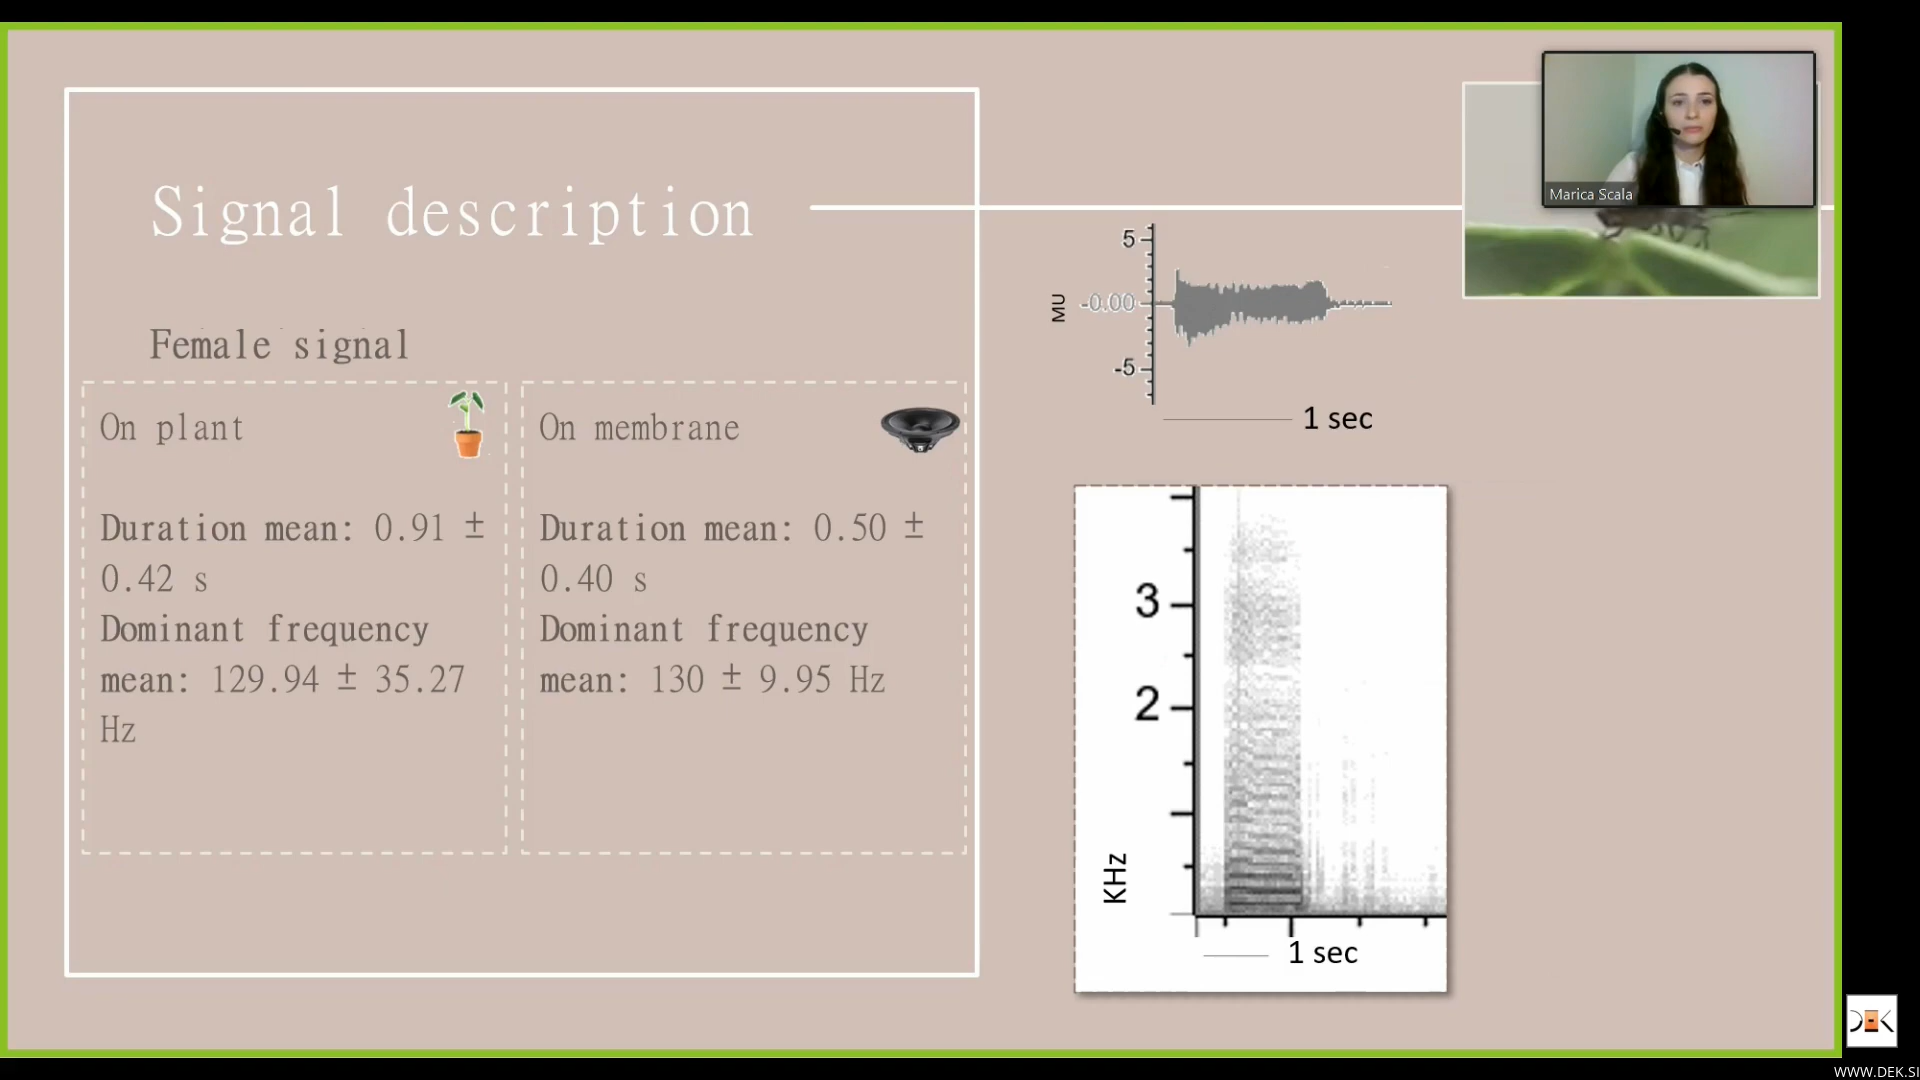 Signal description
Female signal
On plant
Duration mean: 0.91 ±
0.42 s
Dominant frequency
mean: 129.94 ± 35.27
Hz
On membrane
Duration mean: 0.50 ±
0.40 s
Dominant frequency
mean: 130 ± 9.95 Hz
5
MU
-0.00
-5
1 sec
3
2
KHz
1 sec
Marica Scala
WWW.DEK.SI